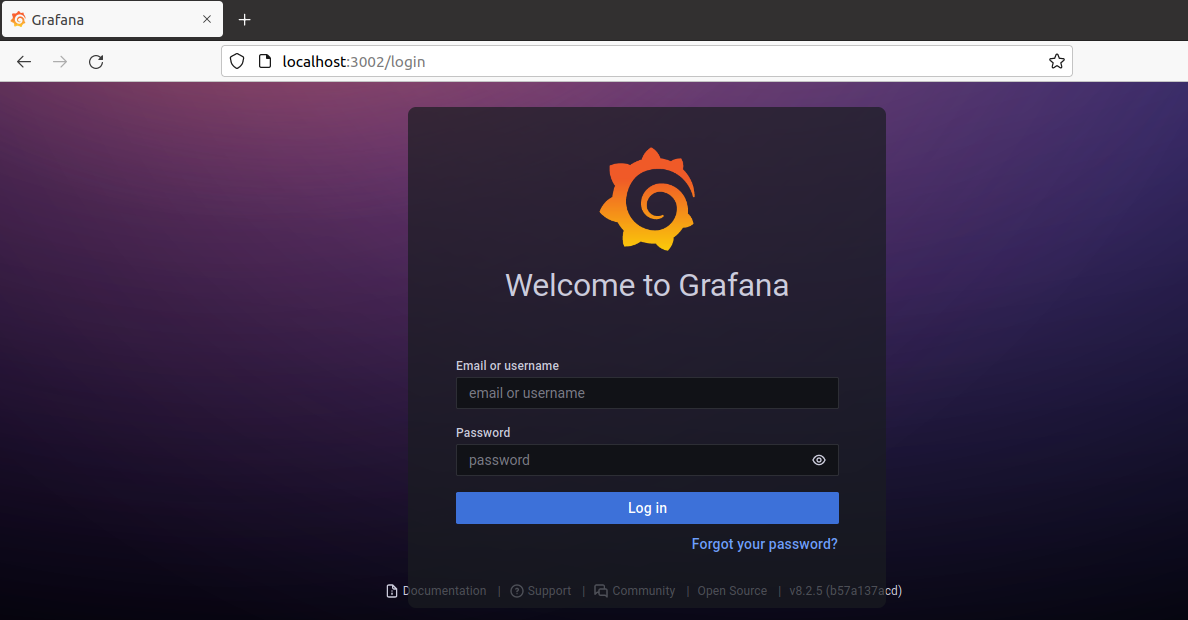 Grafana
localhost:3002/login
Welcome to Grafana
Email or username
email or username
Password
password
Log in
Forgot your password?
Documentation | Support | Community | Open Source | v8.2.5 (b57a137acd)